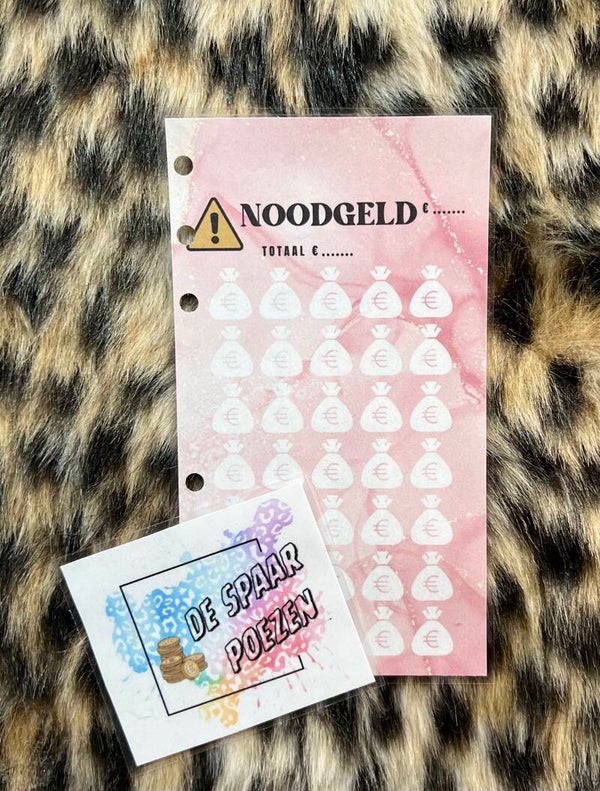 NOODGELD € .......
TOTAAL € .......
DE SPAAR
POEZEN